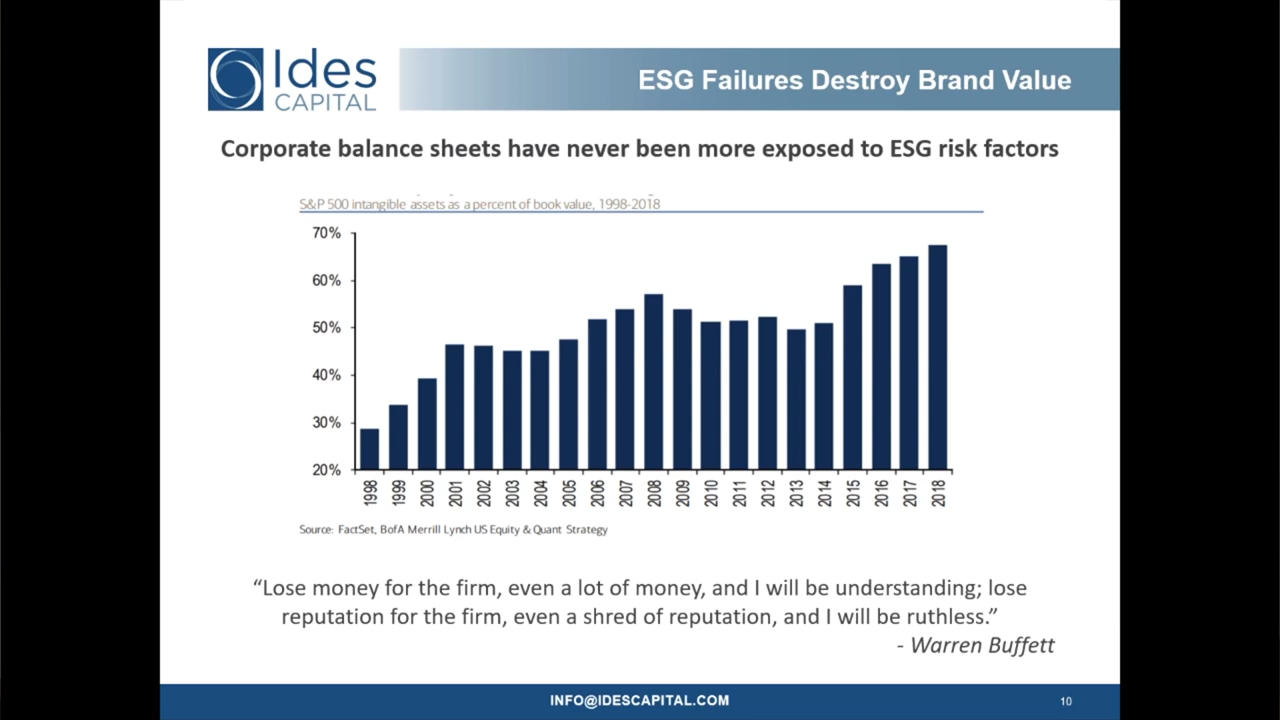 Ides
CAPITAL
ESG Failures Destroy Brand Value
Corporate balance sheets have never been more exposed to ESG risk factors
S&P 500 intangible assets as a percent of book value, 1998-2018
70%
60%
50%
40%
30%
20%
1998
1999
2000
2001
2002
2003
2004
2005
2006
2007
2008
2009
2010
2011
2012
2013
2014
2015
2016
2017
2018
Source: FactSet, BofA Merrill Lynch US Equity & Quant Strategy
“Lose money for the firm, even a lot of money, and I will be understanding; lose
reputation for the firm, even a shred of reputation, and I will be ruthless.”
- Warren Buffett
INFO@IDESCAPITAL.COM
10